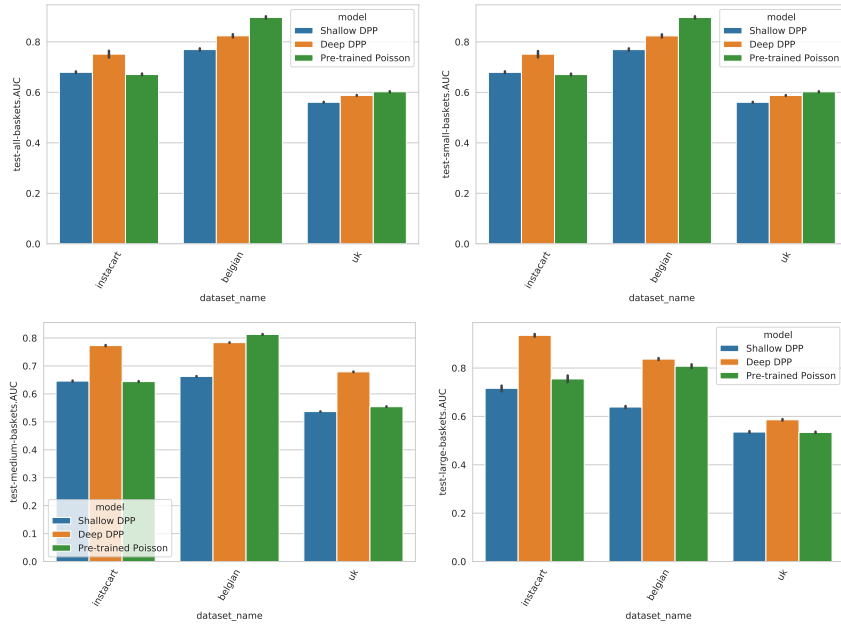 test-all-baskets.AUC
0.8
0.6
0.4
0.2
0.0
model
Shallow DPP
Deep DPP
Pre-trained Poisson
instacart
belgian
uk
dataset_name
test-small-baskets.AUC
0.8
0.6
0.4
0.2
0.0
model
Shallow DPP
Deep DPP
Pre-trained Poisson
instacart
belgian
uk
dataset_name
test-medium-baskets.AUC
0.8
0.7
0.6
0.5
0.4
0.3
0.2
0.1
0.0
model
Shallow DPP
Deep DPP
Pre-trained Poisson
instacart
belgian
uk
dataset_name
test-large-baskets.AUC
0.8
0.6
0.4
0.2
0.0
model
Shallow DPP
Deep DPP
Pre-trained Poisson
instacart
belgian
uk
dataset_name